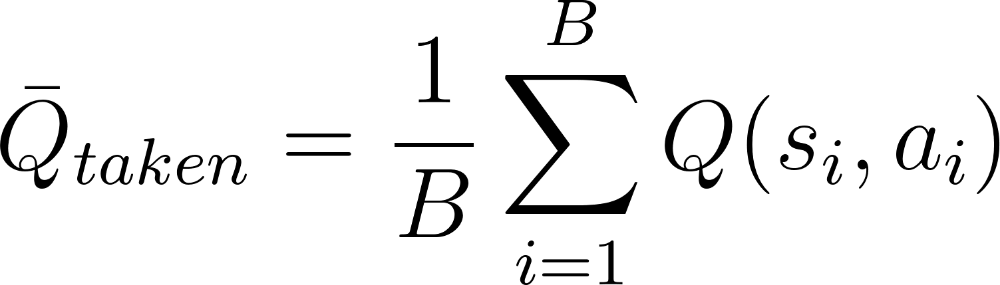 $\bar{Q}_{taken} = \frac{1}{B} \sum_{i=1}^{B} Q(s_i, a_i)$